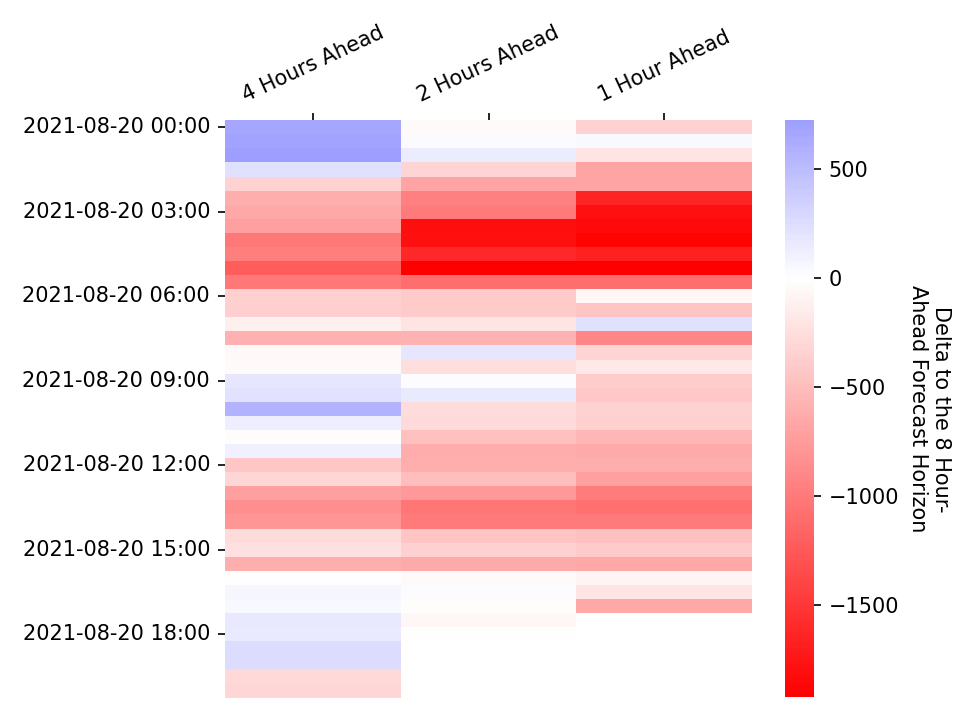 4 Hours Ahead
2 Hours Ahead
1 Hour Ahead
2021-08-20 00:00
2021-08-20 03:00
2021-08-20 06:00
2021-08-20 09:00
2021-08-20 12:00
2021-08-20 15:00
2021-08-20 18:00
500
0
−500
−1000
−1500
Delta to the 8 Hour-
Ahead Forecast Horizon